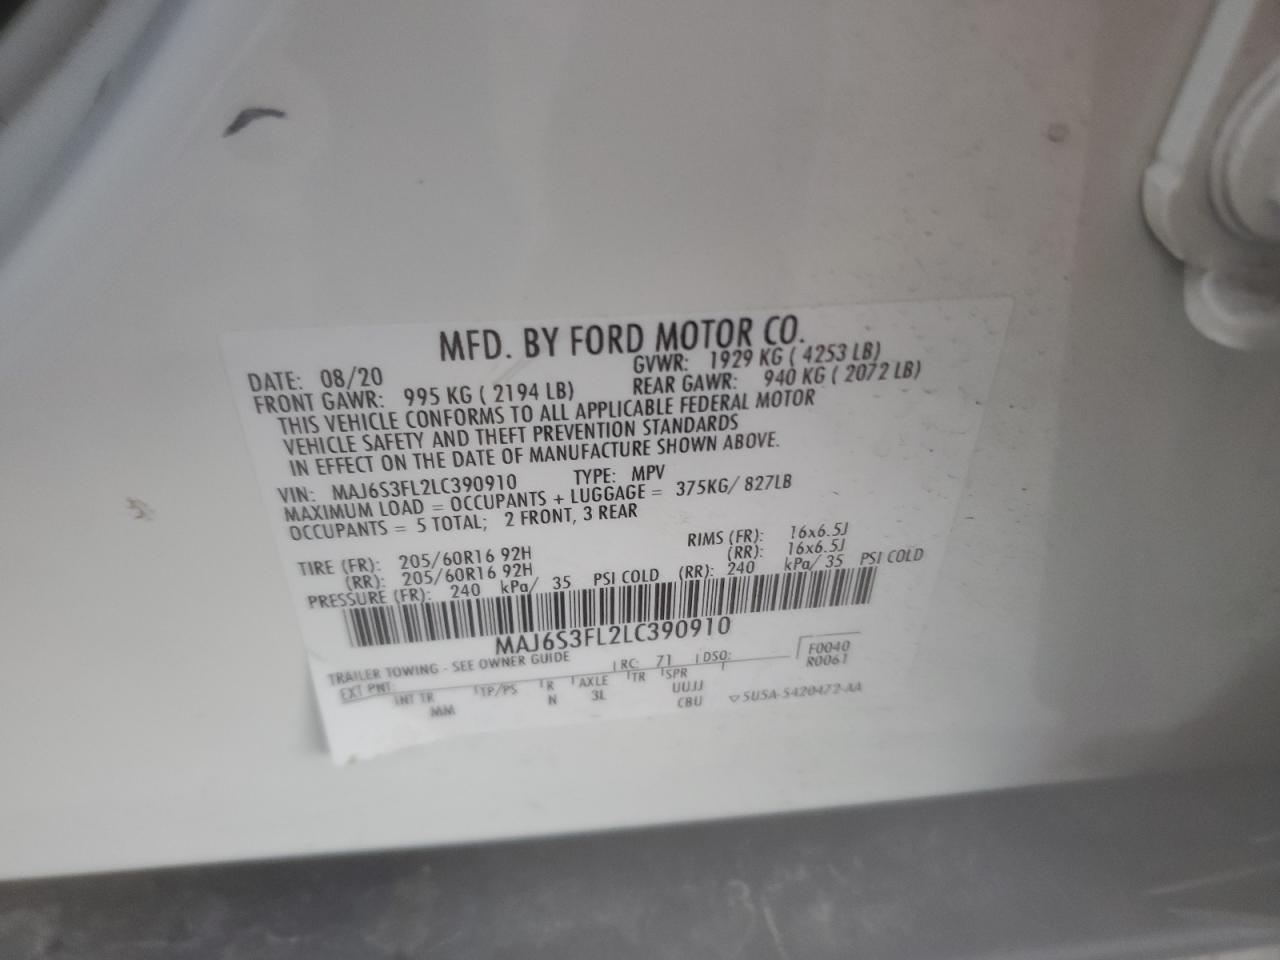 MFD. BY FORD MOTOR CO.
DATE: 08/20 GVWR: 1929 KG ( 4253 LB)
FRONT GAWR: 995 KG ( 2194 LB) REAR GAWR: 940 KG ( 2072 LB)
THIS VEHICLE CONFORMS TO ALL APPLICABLE FEDERAL MOTOR
VEHICLE SAFETY AND THEFT PREVENTION STANDARDS
IN EFFECT ON THE DATE OF MANUFACTURE SHOWN ABOVE.
VIN: MAJ6S3FL2LC390910 TYPE: MPV
MAXIMUM LOAD = OCCUPANTS + LUGGAGE = 375KG/ 827LB
OCCUPANTS = 5 TOTAL; 2 FRONT, 3 REAR
TIRE (FR): 205/60R16 92H RIMS (FR): 16x6.5J
(RR): 205/60R16 92H (RR): 16x6.5J
PRESSURE (FR): 240 kPa/ 35 PSI COLD (RR): 240 kPa/ 35 PSI COLD
MAJ6S3FL2LC390910
TRAILER TOWING - SEE OWNER GUIDE
EXT PNT: RC: 71 DSO: F0040
R0061
INT TR TP/PS R AXLE TR SPR
MM N 3L UUJJ
CBU 5U5A-5420472-AA